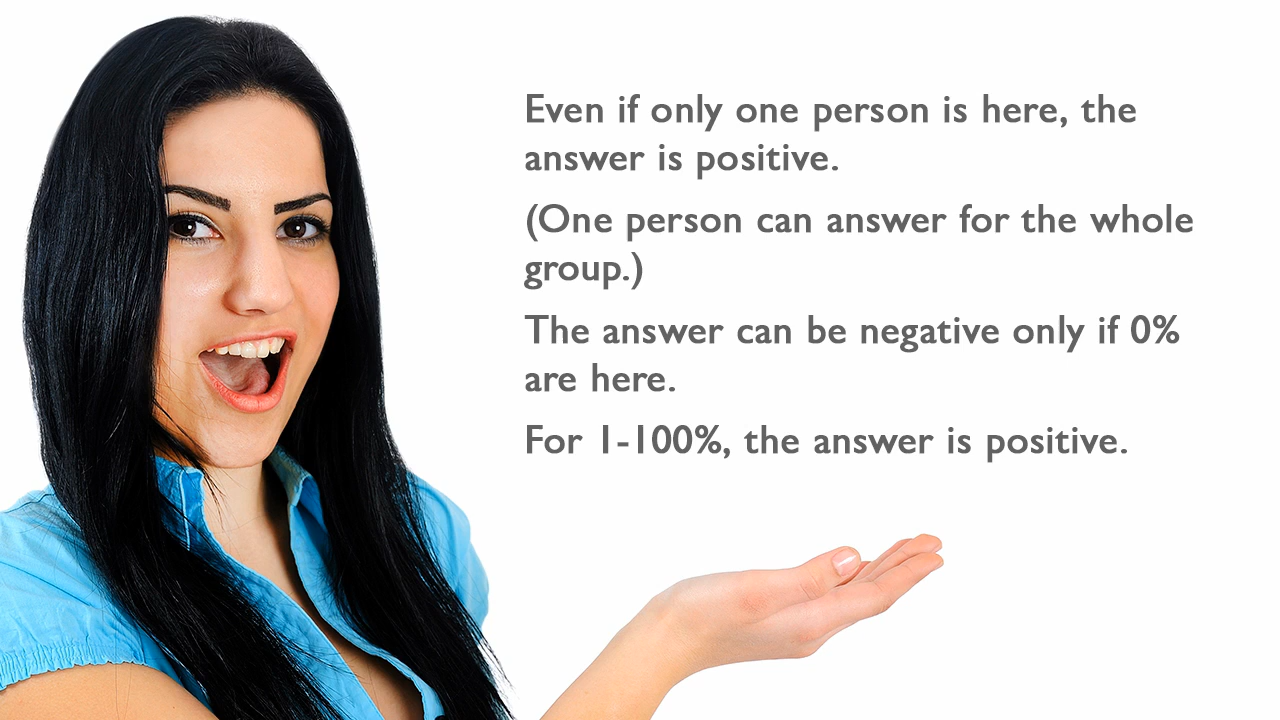 Even if only one person is here, the
answer is positive.
(One person can answer for the whole
group.)
The answer can be negative only if 0%
are here.
For 1-100%, the answer is positive.